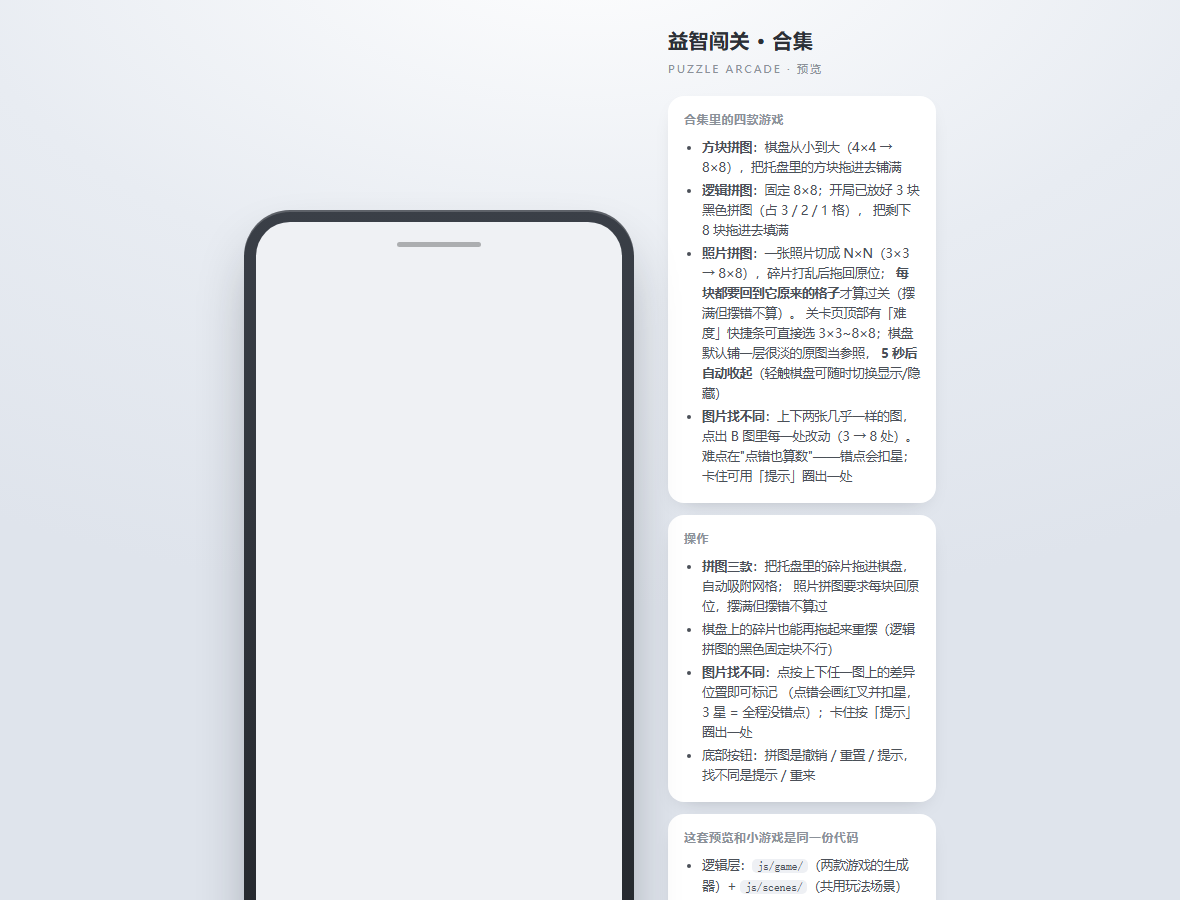 益智闯关 · 合集
PUZZLE ARCADE · 预览
合集里的四款游戏
• 方块拼图：棋盘从小到大（4×4 →
8×8），把托盘里的方块拖进去铺满
• 逻辑拼图：固定 8×8；开局已放好 3 块
黑色拼图（占 3 / 2 / 1 格）， 把剩下
8 块拖进去填满
• 照片拼图：一张照片切成 N×N（3×3
→ 8×8），碎片打乱后拖回原位； 每
块都要回到它原来的格子才算过关（摆
满但摆错不算）。 关卡页顶部有「难
度」快捷条可直接选 3×3~8×8；棋盘
默认铺一层很淡的原图当参照， 5 秒后
自动收起（轻触棋盘可随时切换显示/隐
藏）
• 图片找不同：上下两张几乎一样的图，
点出 B 图里每一处改动（3 → 8 处）。
难点在"点错也算数"——错点会扣星；
卡住可用「提示」圈出一处
操作
• 拼图三款：把托盘里的碎片拖进棋盘，
自动吸附网格； 照片拼图要求每块回原
位，摆满但摆错不算过
• 棋盘上的碎片也能再拖起来重摆（逻辑
拼图的黑色固定块不行）
• 图片找不同：点按上下任一图上的差异
位置即可标记 （点错会画红叉并扣星，
3 星 = 全程没错点）；卡住按「提示」
圈出一处
• 底部按钮：拼图是撤销 / 重置 / 提示，
找不同是提示 / 重来
这套预览和小游戏是同一份代码
• 逻辑层： js/game/ （两款游戏的生成
器）+ js/scenes/ （共用玩法场景）